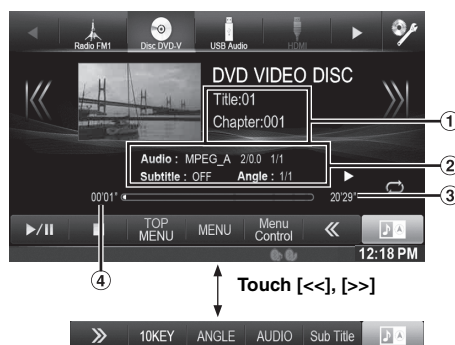 Radio FM1
Disc DVD-V
USB Audio
HDMI
DVD VIDEO DISC
Title:01
Chapter:001
1
Audio : MPEG_A 2/0.0 1/1
2
Subtitle : OFF Angle : 1/1
00'01" 20'29"
3
TOP MENU
MENU
Menu Control
12:18 PM
4
Touch [<<], [>>]
10KEY
ANGLE
AUDIO
Sub Title